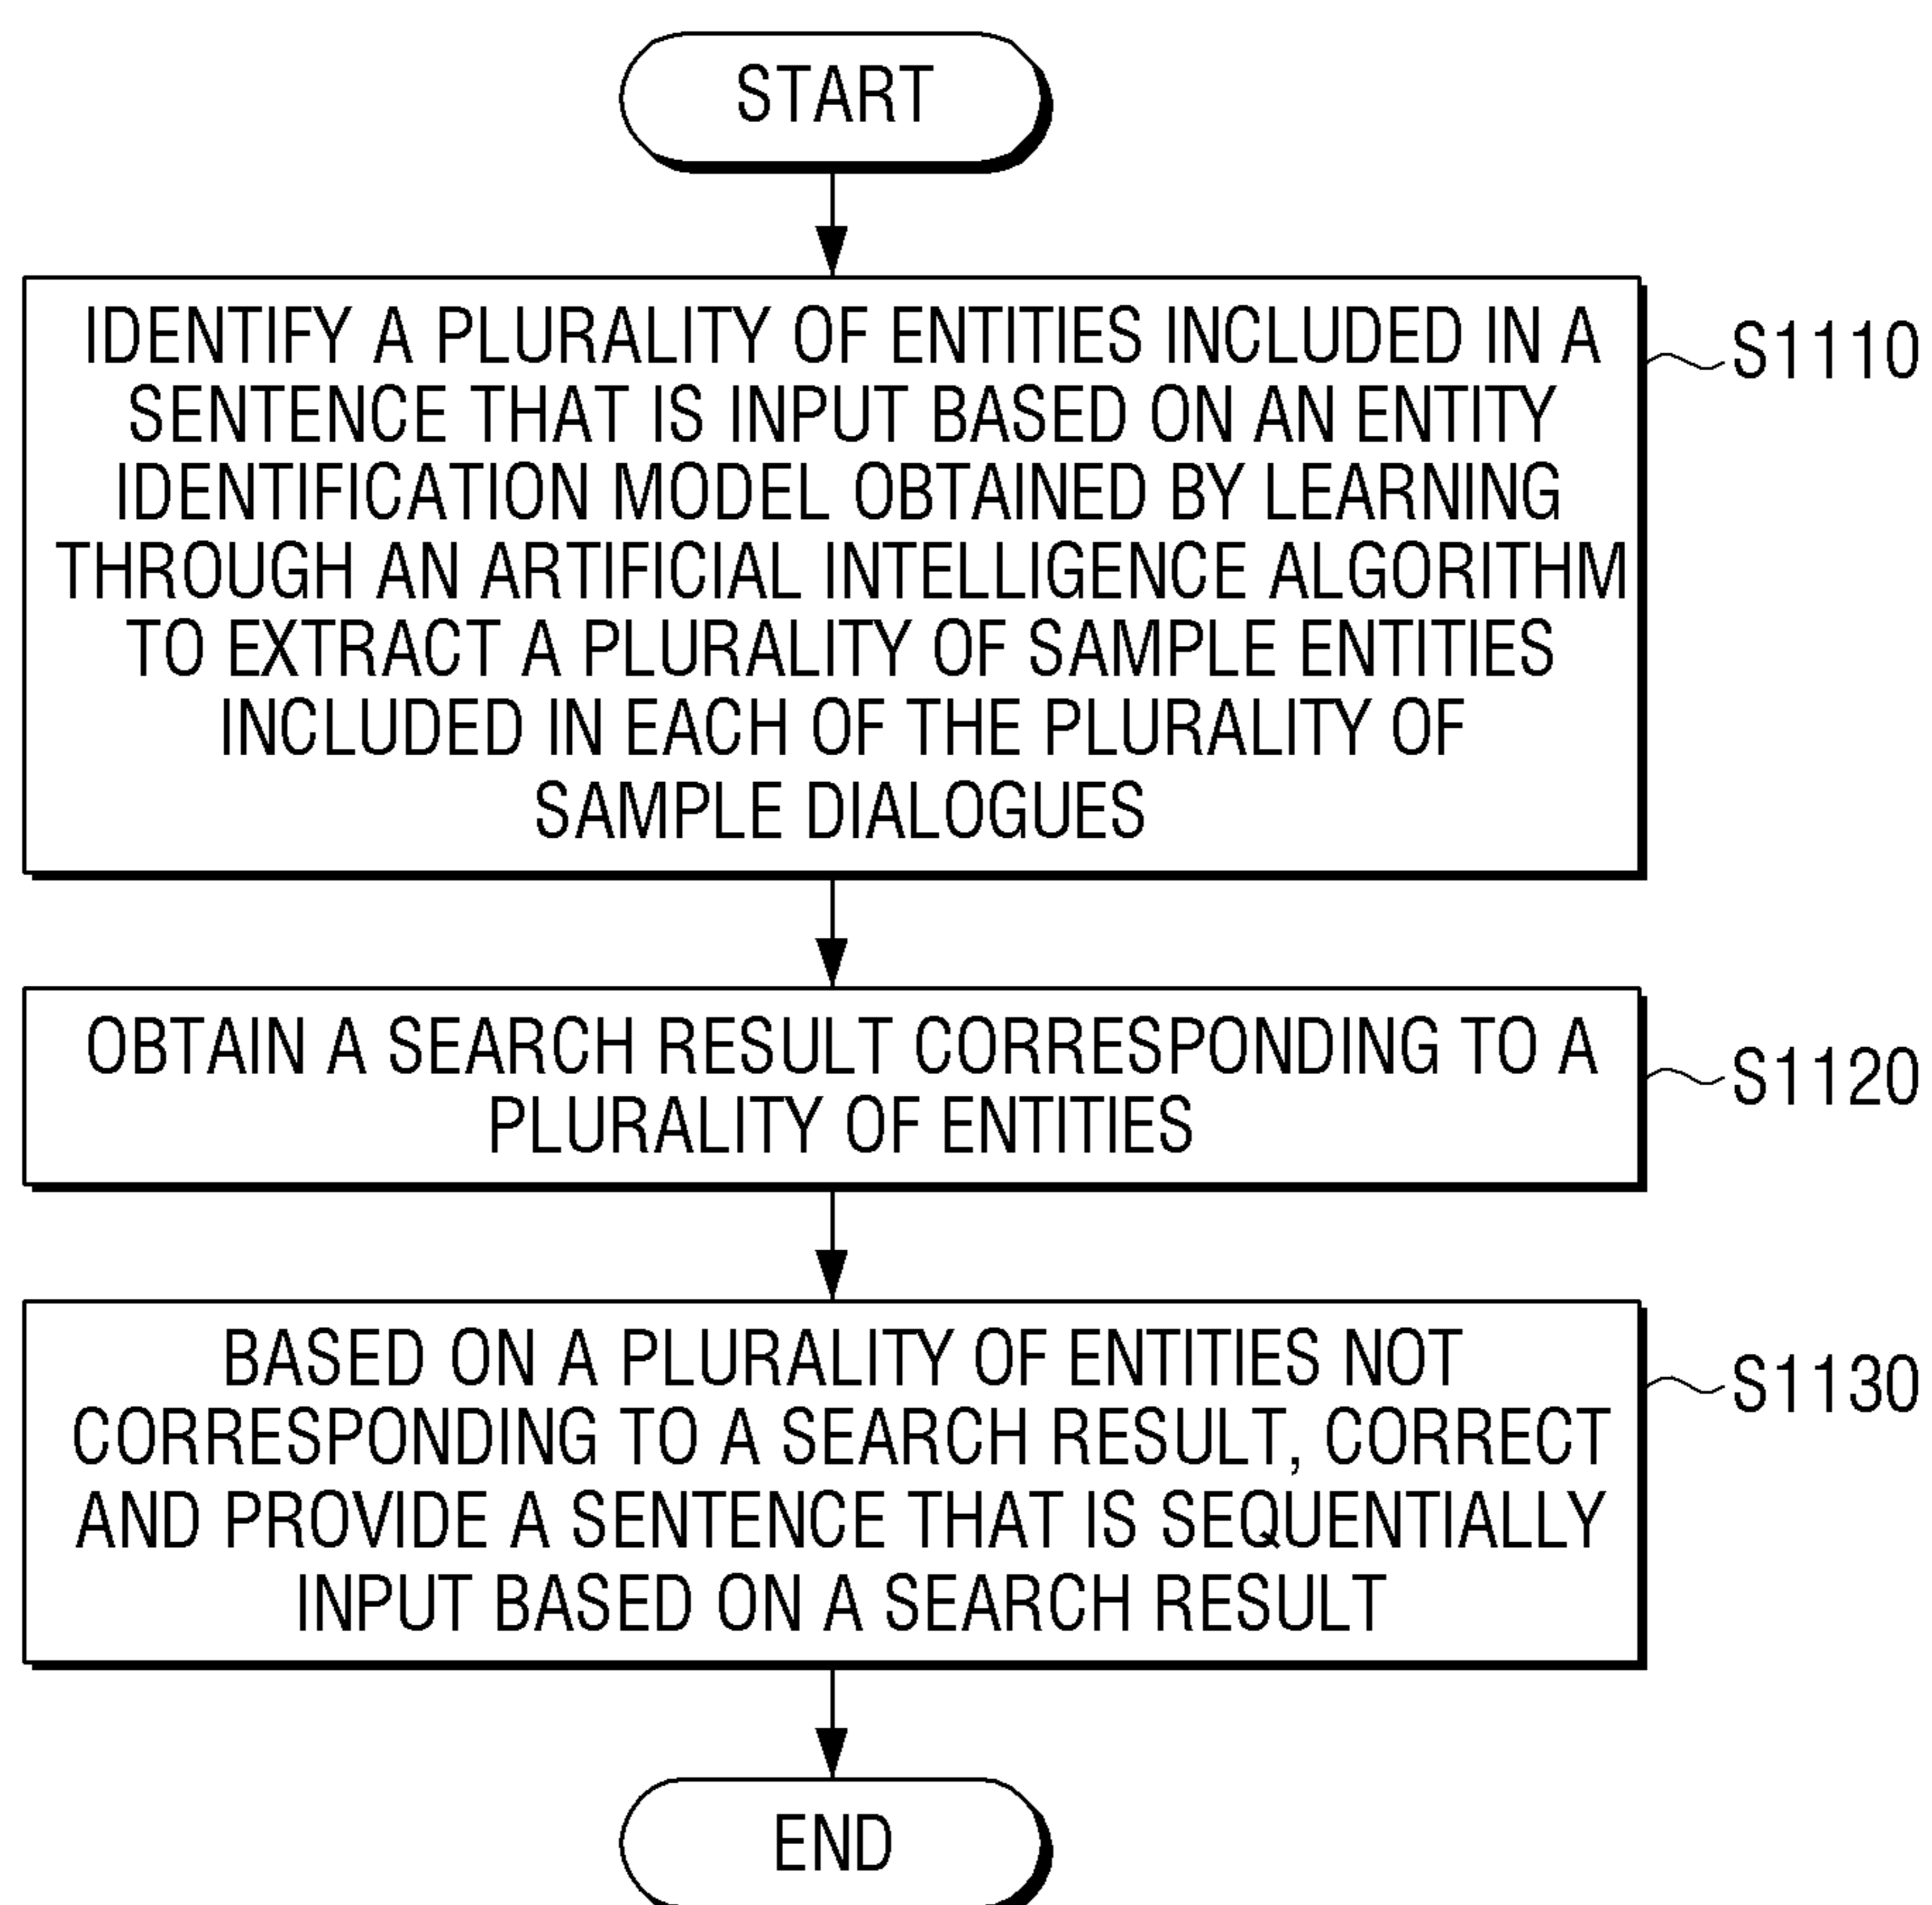 START
IDENTIFY A PLURALITY OF ENTITIES INCLUDED IN A
SENTENCE THAT IS INPUT BASED ON AN ENTITY
IDENTIFICATION MODEL OBTAINED BY LEARNING
THROUGH AN ARTIFICIAL INTELLIGENCE ALGORITHM
TO EXTRACT A PLURALITY OF SAMPLE ENTITIES
INCLUDED IN EACH OF THE PLURALITY OF
SAMPLE DIALOGUES
S1110
OBTAIN A SEARCH RESULT CORRESPONDING TO A
PLURALITY OF ENTITIES
S1120
BASED ON A PLURALITY OF ENTITIES NOT
CORRESPONDING TO A SEARCH RESULT, CORRECT
AND PROVIDE A SENTENCE THAT IS SEQUENTIALLY
INPUT BASED ON A SEARCH RESULT
S1130
END